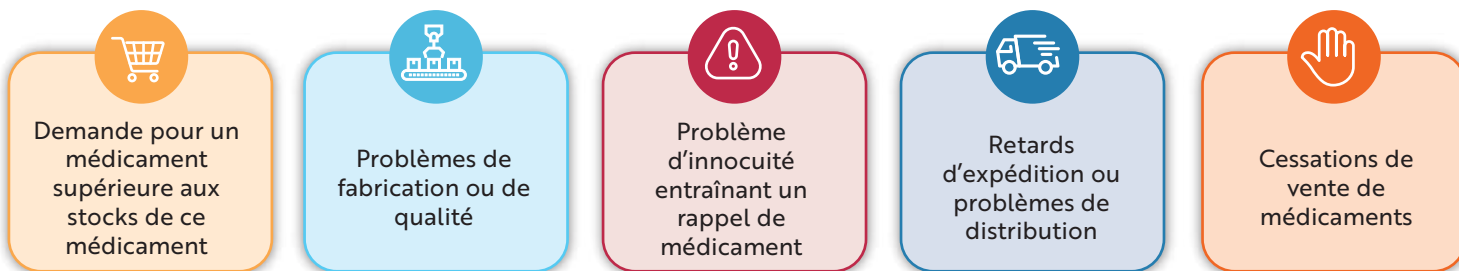 Demande pour un
médicament
supérieure aux
stocks de ce
médicament
Problèmes de
fabrication ou de
qualité
Problème
d’innocuité
entraînant un
rappel de
médicament
Retards
d’expédition ou
problèmes de
distribution
Cessations de
vente de
médicaments